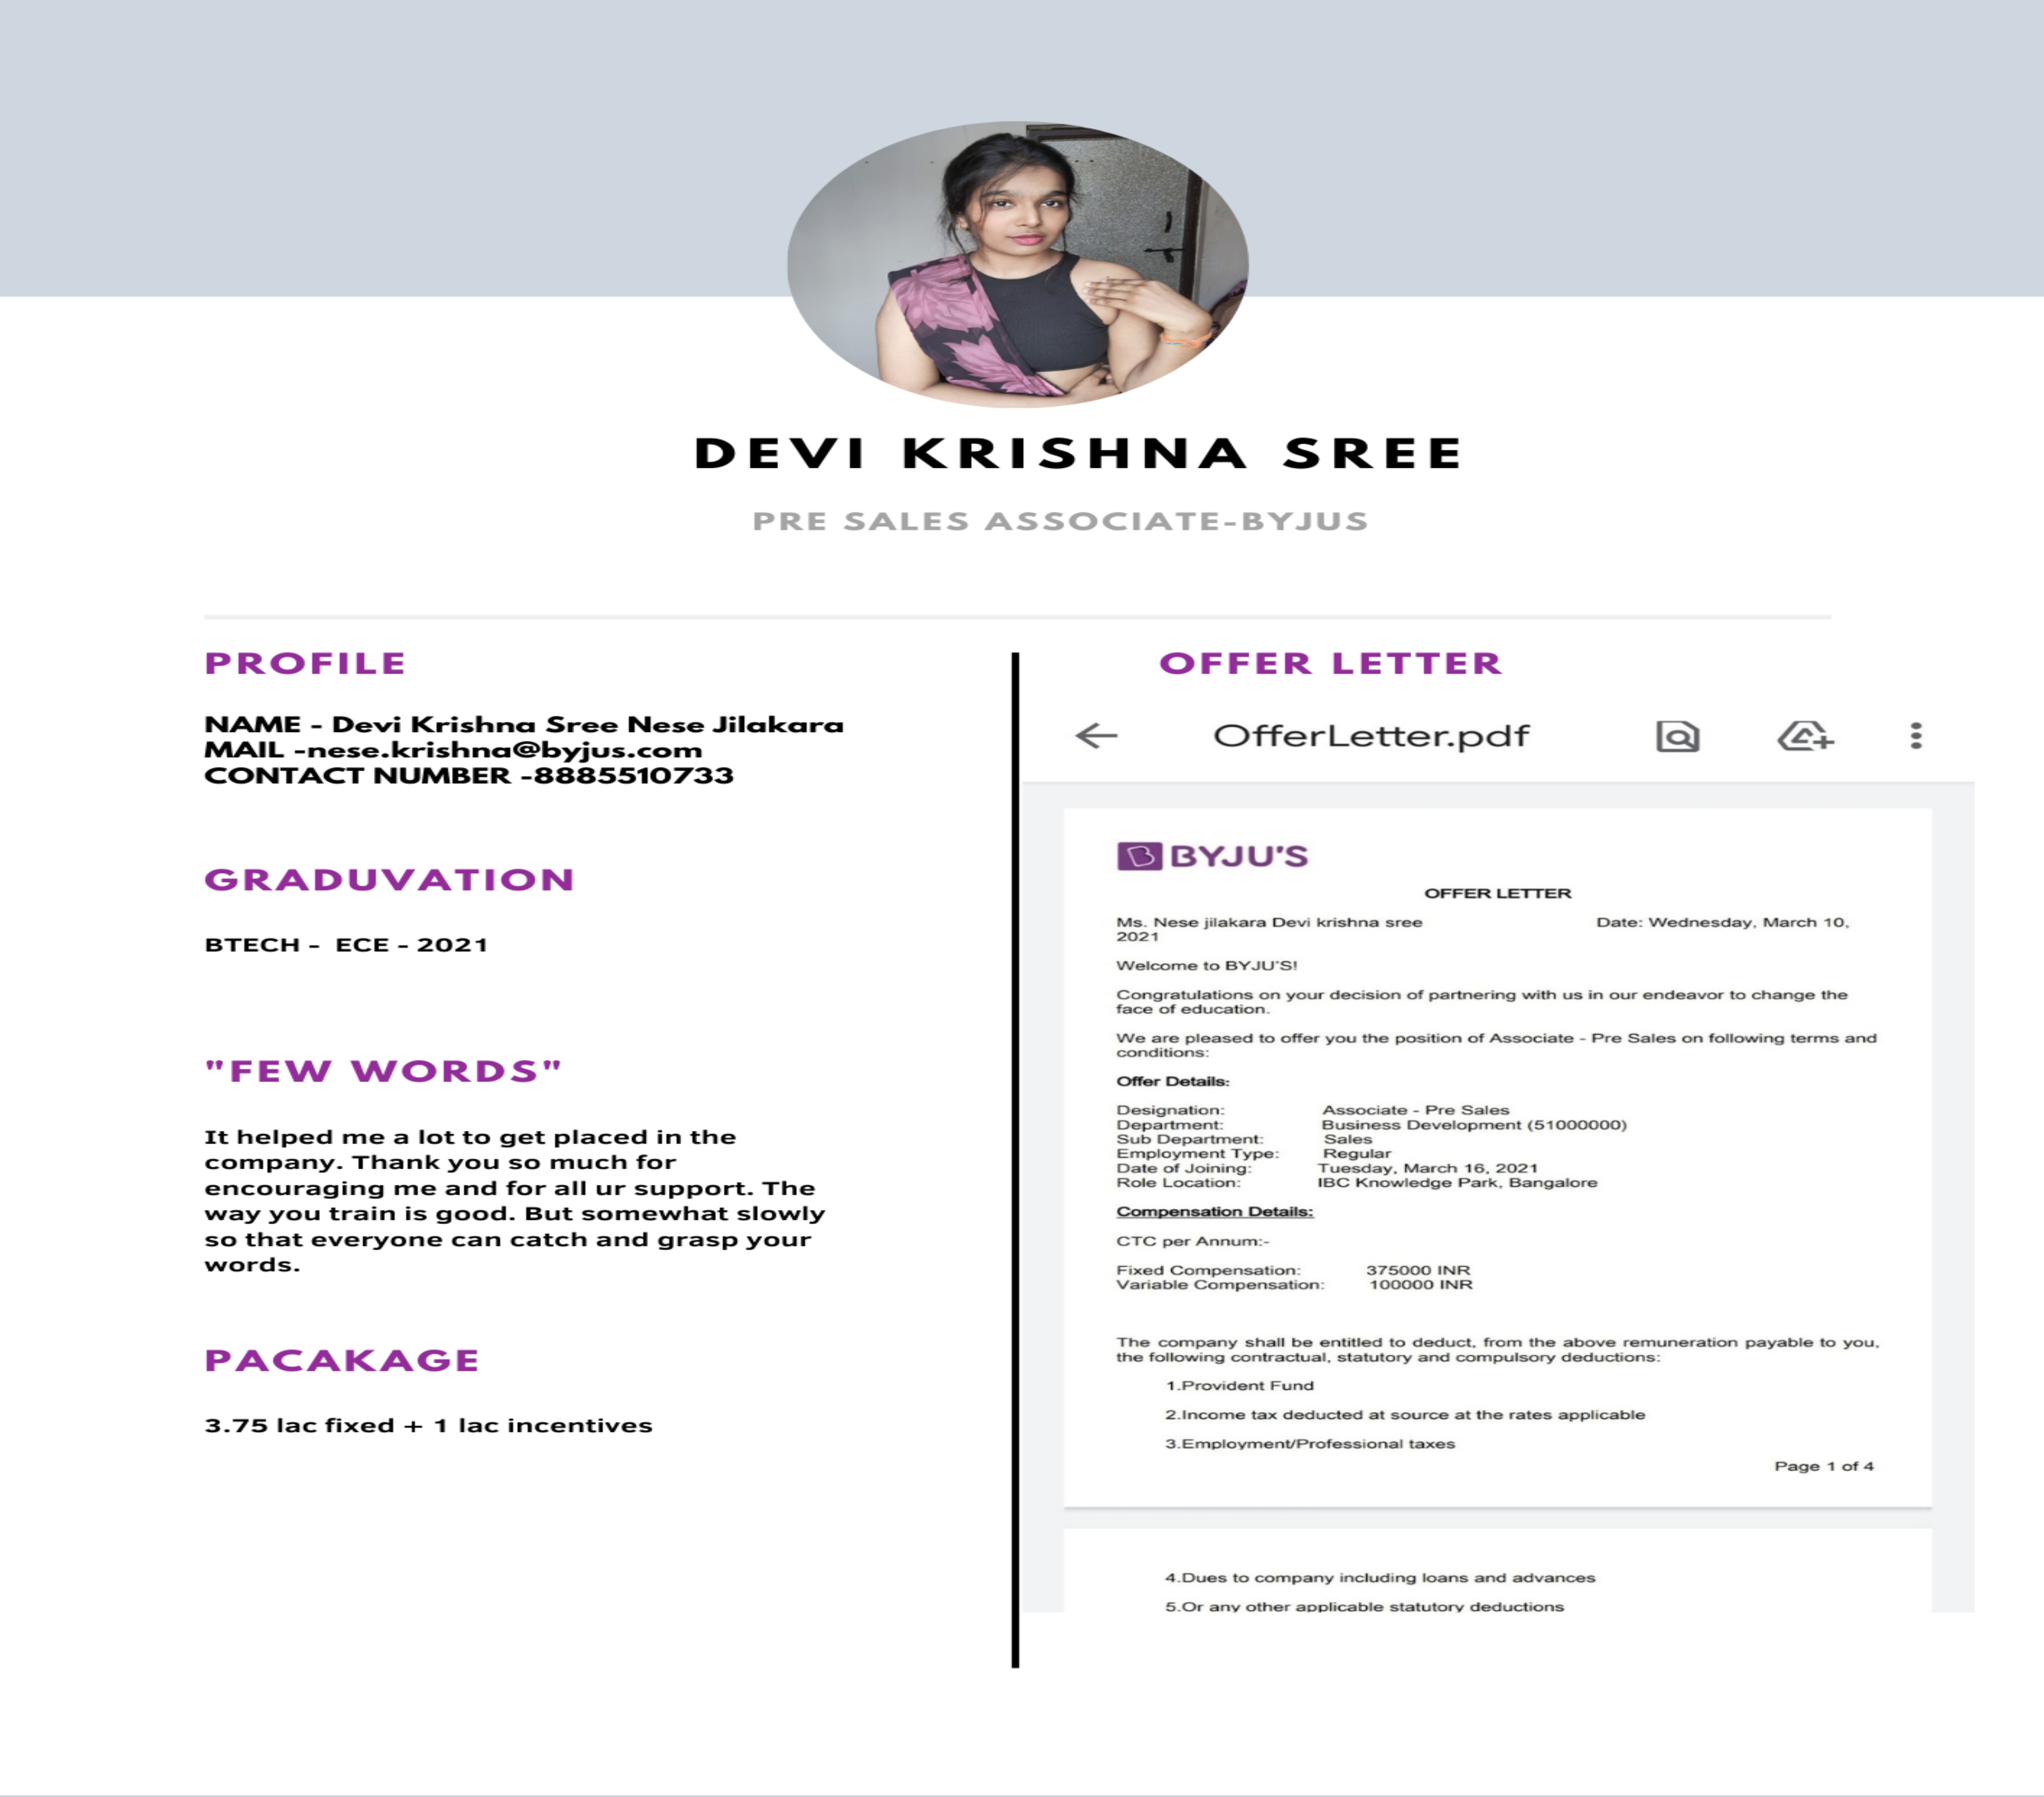 DEVI KRISHNA SREE
PRE SALES ASSOCIATE-BYJUS
PROFILE
NAME - Devi Krishna Sree Nese Jilakara
MAIL -nese.krishna@byjus.com
CONTACT NUMBER -8885510733
GRADUVATION
BTECH - ECE - 2021
"FEW WORDS"
It helped me a lot to get placed in the
company. Thank you so much for
encouraging me and for all ur support. The
way you train is good. But somewhat slowly
so that everyone can catch and grasp your
words.
PACAKAGE
3.75 lac fixed + 1 lac incentives
OFFER LETTER
OfferLetter.pdf
BYJU'S
OFFER LETTER
Ms. Nese jilakara Devi krishna sree Date: Wednesday, March 10,
2021
Welcome to BYJU'S!
Congratulations on your decision of partnering with us in our endeavor to change the
face of education.
We are pleased to offer you the position of Associate - Pre Sales on following terms and
conditions:
Offer Details:
Designation: Associate - Pre Sales
Department: Business Development (51000000)
Sub Department: Sales
Employment Type: Regular
Date of Joining: Tuesday, March 16, 2021
Role Location: IBC Knowledge Park, Bangalore
Compensation Details:
CTC per Annum:-
Fixed Compensation: 375000 INR
Variable Compensation: 100000 INR
The company shall be entitled to deduct, from the above remuneration payable to you,
the following contractual, statutory and compulsory deductions:
1.Provident Fund
2.Income tax deducted at source at the rates applicable
3.Employment/Professional taxes
Page 1 of 4
4.Dues to company including loans and advances
5.Or any other applicable statutory deductions